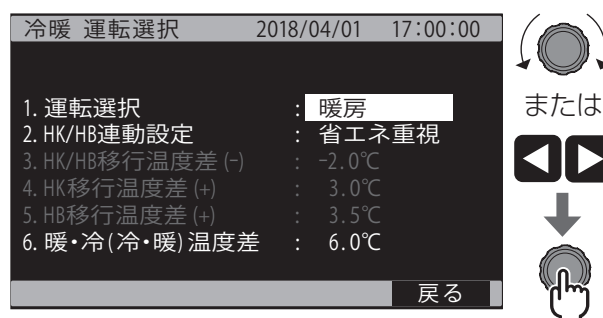 冷暖 運転選択 2018/04/01 17:00:00
1. 運転選択 : 暖房
2. HK/HB連動設定 : 省エネ重視
3. HK/HB移行温度差 (-) : -2.0℃
4. HK移行温度差 (+) : 3.0℃
5. HB移行温度差 (+) : 3.5℃
6. 暖・冷(冷・暖)温度差 : 6.0℃
戻る
または